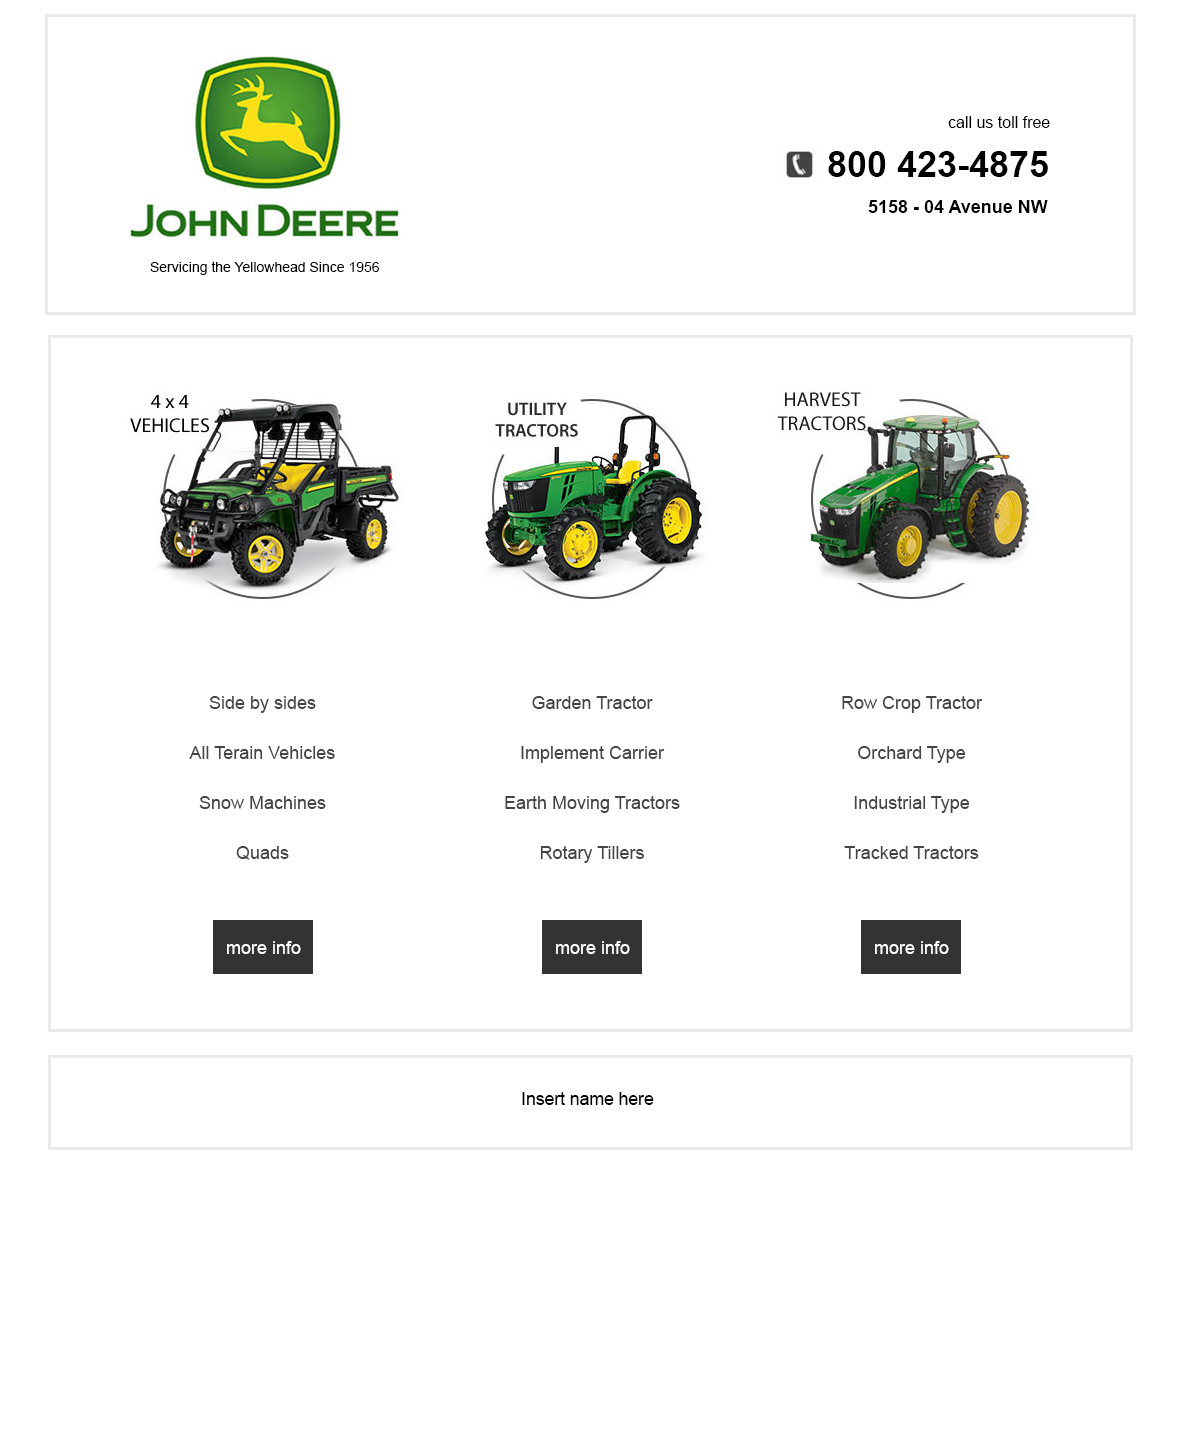 JOHN DEERE
Servicing the Yellowhead Since 1956
call us toll free
800 423-4875
5158 - 04 Avenue NW
4 x 4
VEHICLES
UTILITY
TRACTORS
HARVEST
TRACTORS
Side by sides
All Terain Vehicles
Snow Machines
Quads
more info
Garden Tractor
Implement Carrier
Earth Moving Tractors
Rotary Tillers
more info
Row Crop Tractor
Orchard Type
Industrial Type
Tracked Tractors
more info
Insert name here